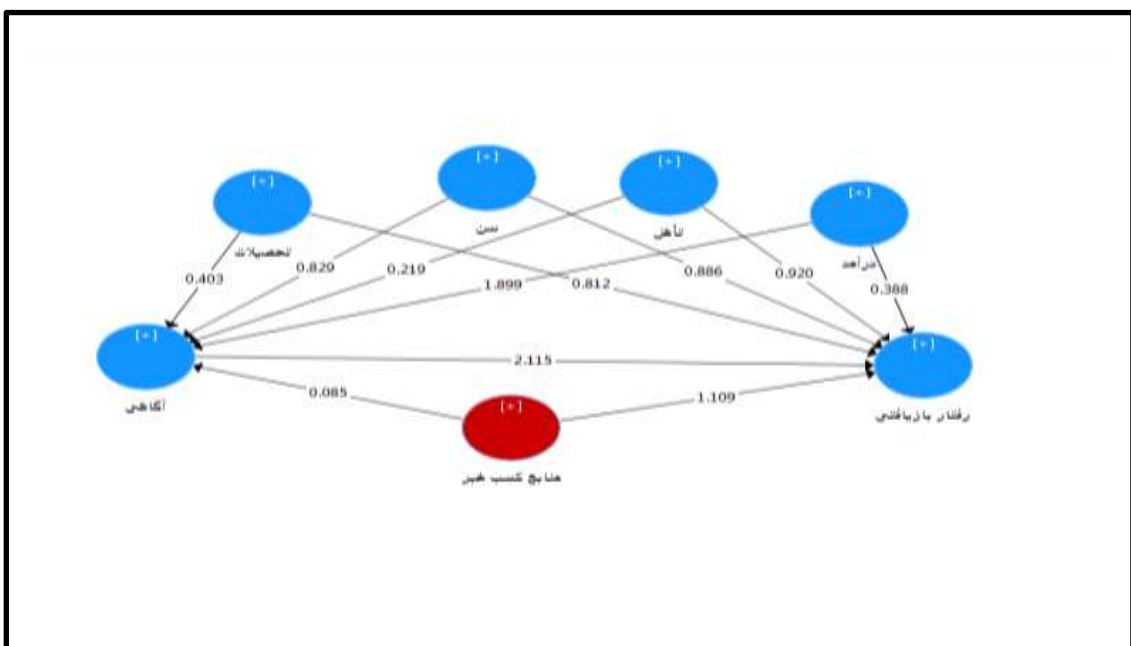 [+]
[+]
[+]
[+]
تحصیلات
سن
تأهل
درآمد
0.403
0.829
0.219
1.899
0.812
0.886
0.920
0.388
[+]
[+]
آگاهی
رفتار بازیافتی
2.115
0.085
1.109
[+]
منابع کسب خبر